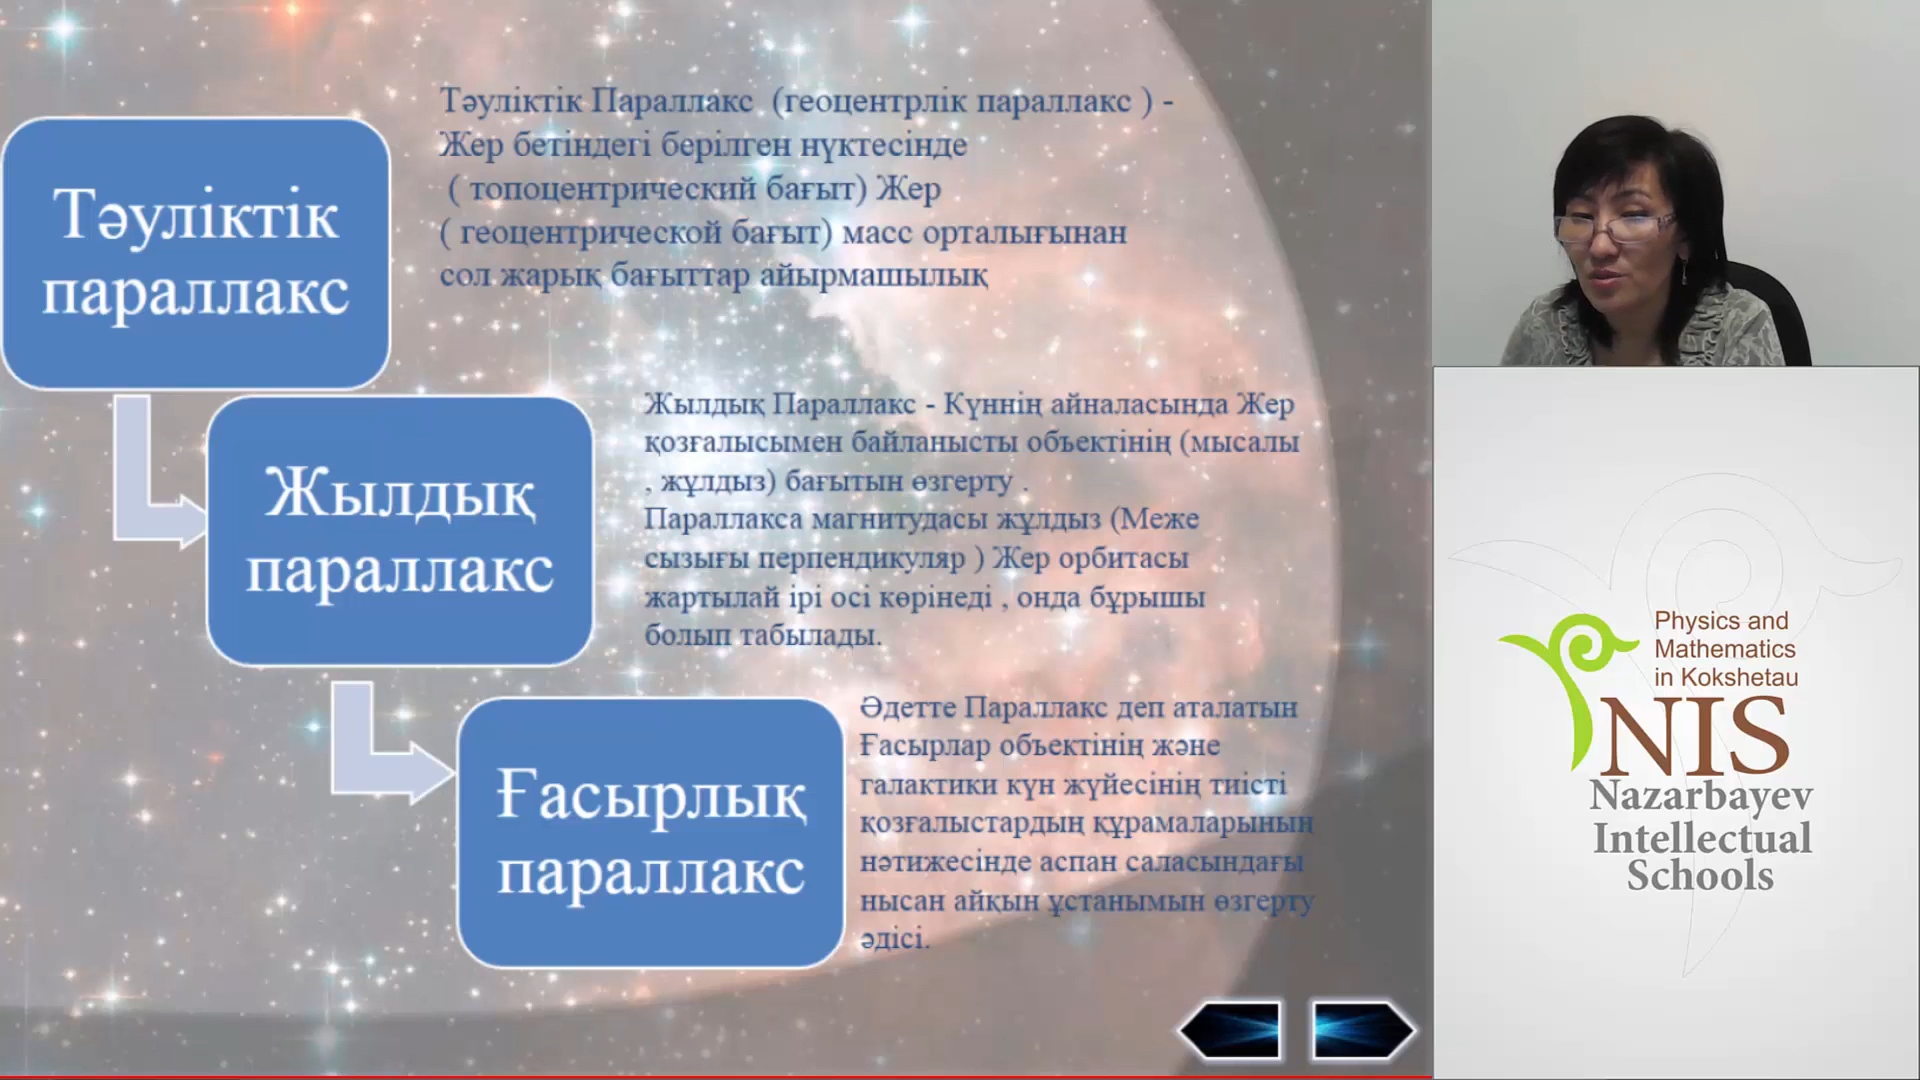 Тәуліктік
параллакс
Тәуліктік Параллакс (геоцентрлік параллакс ) -
Жер бетіндегі берілген нүктесінде
( топоцентрический бағыт) Жер
( геоцентрической бағыт) масс орталығынан
сол жарық бағыттар айырмашылық
Жылдық
параллакс
Жылдық Параллакс - Күннің айналасында Жер
қозғалысымен байланысты объектінің (мысалы
, жұлдыз) бағытын өзгерту .
Параллакса магнитудасы жұлдыз (Меже
сызығы перпендикуляр ) Жер орбитасы
жартылай ірі осі көрінеді , онда бұрышы
болып табылады.
Ғасырлық
параллакс
Әдетте Параллакс деп аталатын
Ғасырлар объектінің және
галактики күн жүйесінің тиісті
қозғалыстардың құрамаларының
нәтижесінде аспан саласындағы
нысан айқын ұстанымын өзгерту
әдісі.
Physics and
Mathematics
in Kokshetau
NIS
Nazarbayev
Intellectual
Schools